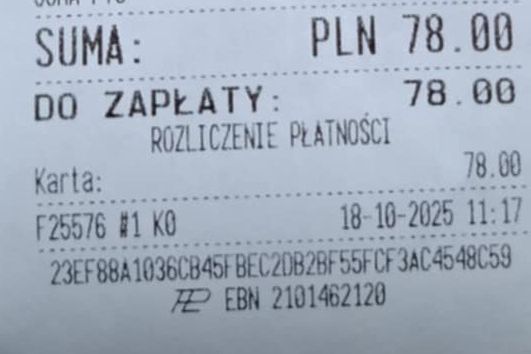 SUMA: PLN 78.00
DO ZAPŁATY: 78.00
ROZLICZENIE PŁATNOŚCI
Karta: 78.00
F25576 #1 K0 18-10-2025 11:17
23EF88A1036CB45FBEC2DB2BF55FCF3AC4548C59
EBN 2101462120